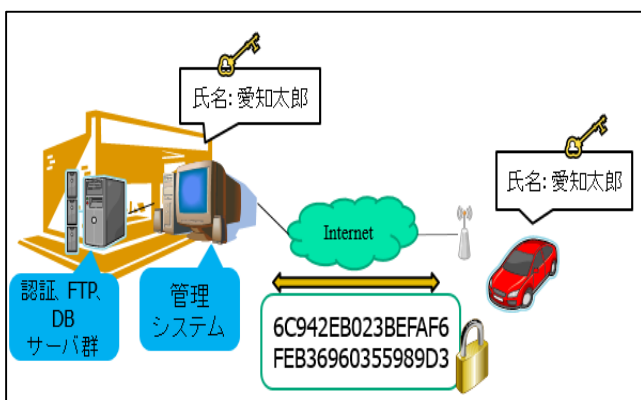 氏名: 愛知太郎
氏名: 愛知太郎
Internet
認証、FTP、
DB
サーバ群
管理
システム
6C942EB023BEFAF6
FEB36960355989D3